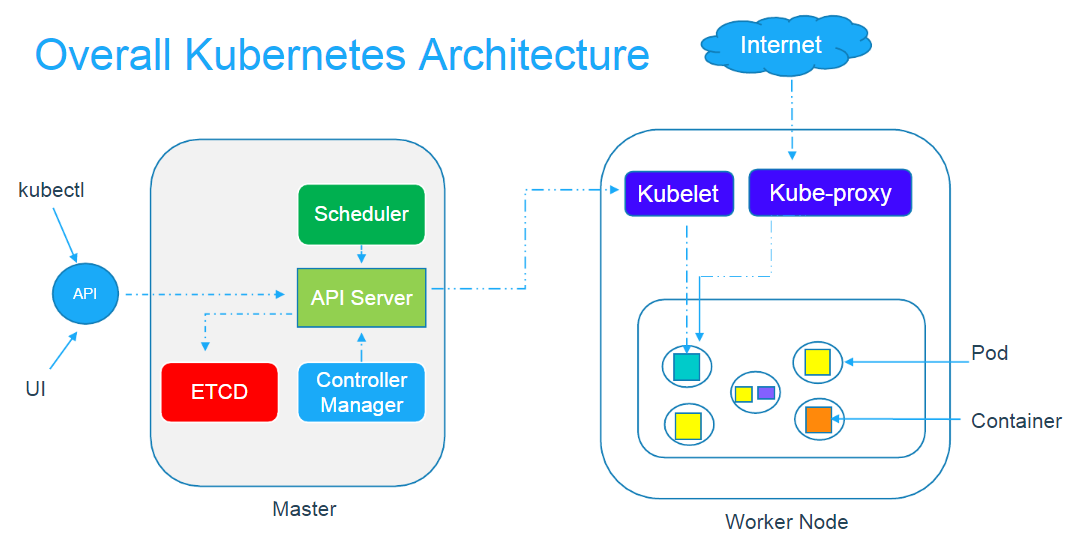 Overall Kubernetes Architecture
Internet
kubectl
API
UI
Scheduler
API Server
ETCD
Controller
Manager
Master
Kubelet
Kube-proxy
Pod
Container
Worker Node